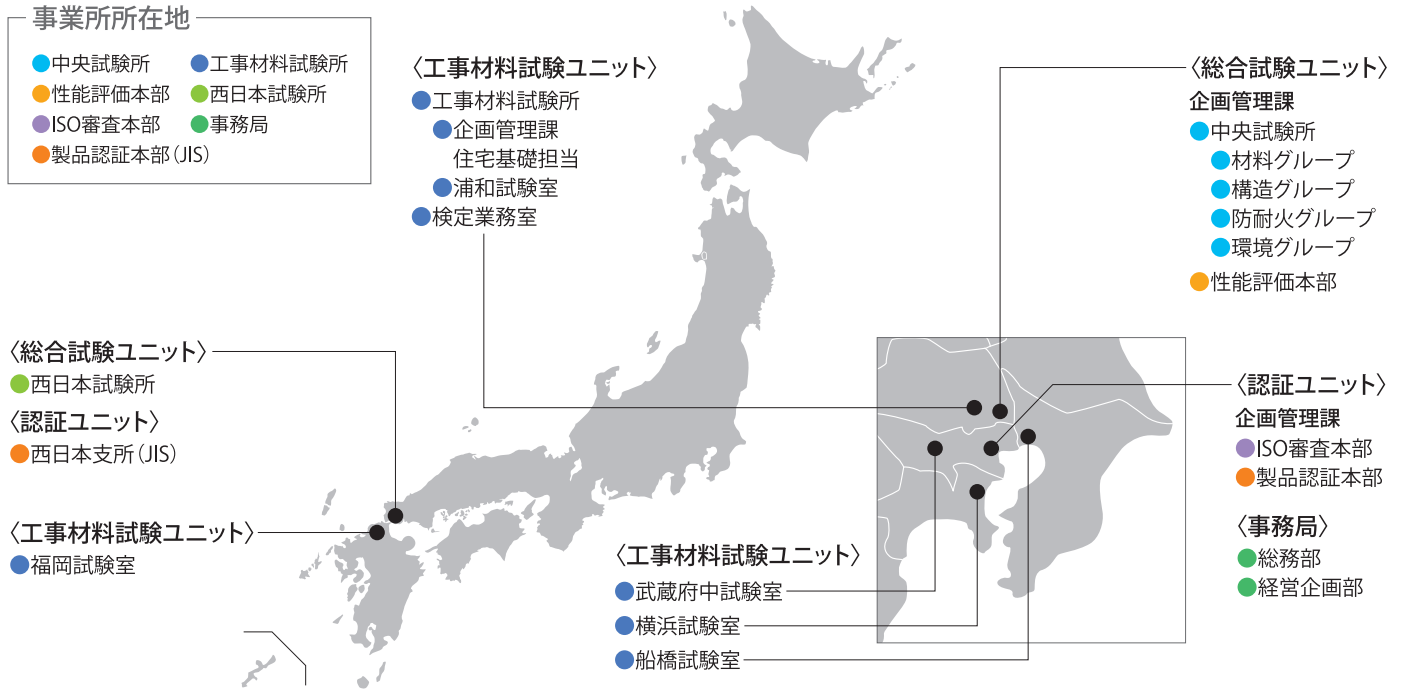 事業所所在地
中央試験所
工事材料試験所
性能評価本部
西日本試験所
ISO審査本部
事務局
製品認証本部(JIS)
〈工事材料試験ユニット〉
工事材料試験所
企画管理課
住宅基礎担当
浦和試験室
検定業務室
〈総合試験ユニット〉
企画管理課
中央試験所
材料グループ
構造グループ
防耐火グループ
環境グループ
性能評価本部
〈総合試験ユニット〉
西日本試験所
〈認証ユニット〉
西日本支所(JIS)
〈工事材料試験ユニット〉
福岡試験室
〈工事材料試験ユニット〉
武蔵府中試験室
横浜試験室
船橋試験室
〈認証ユニット〉
企画管理課
ISO審査本部
製品認証本部
〈事務局〉
総務部
経営企画部